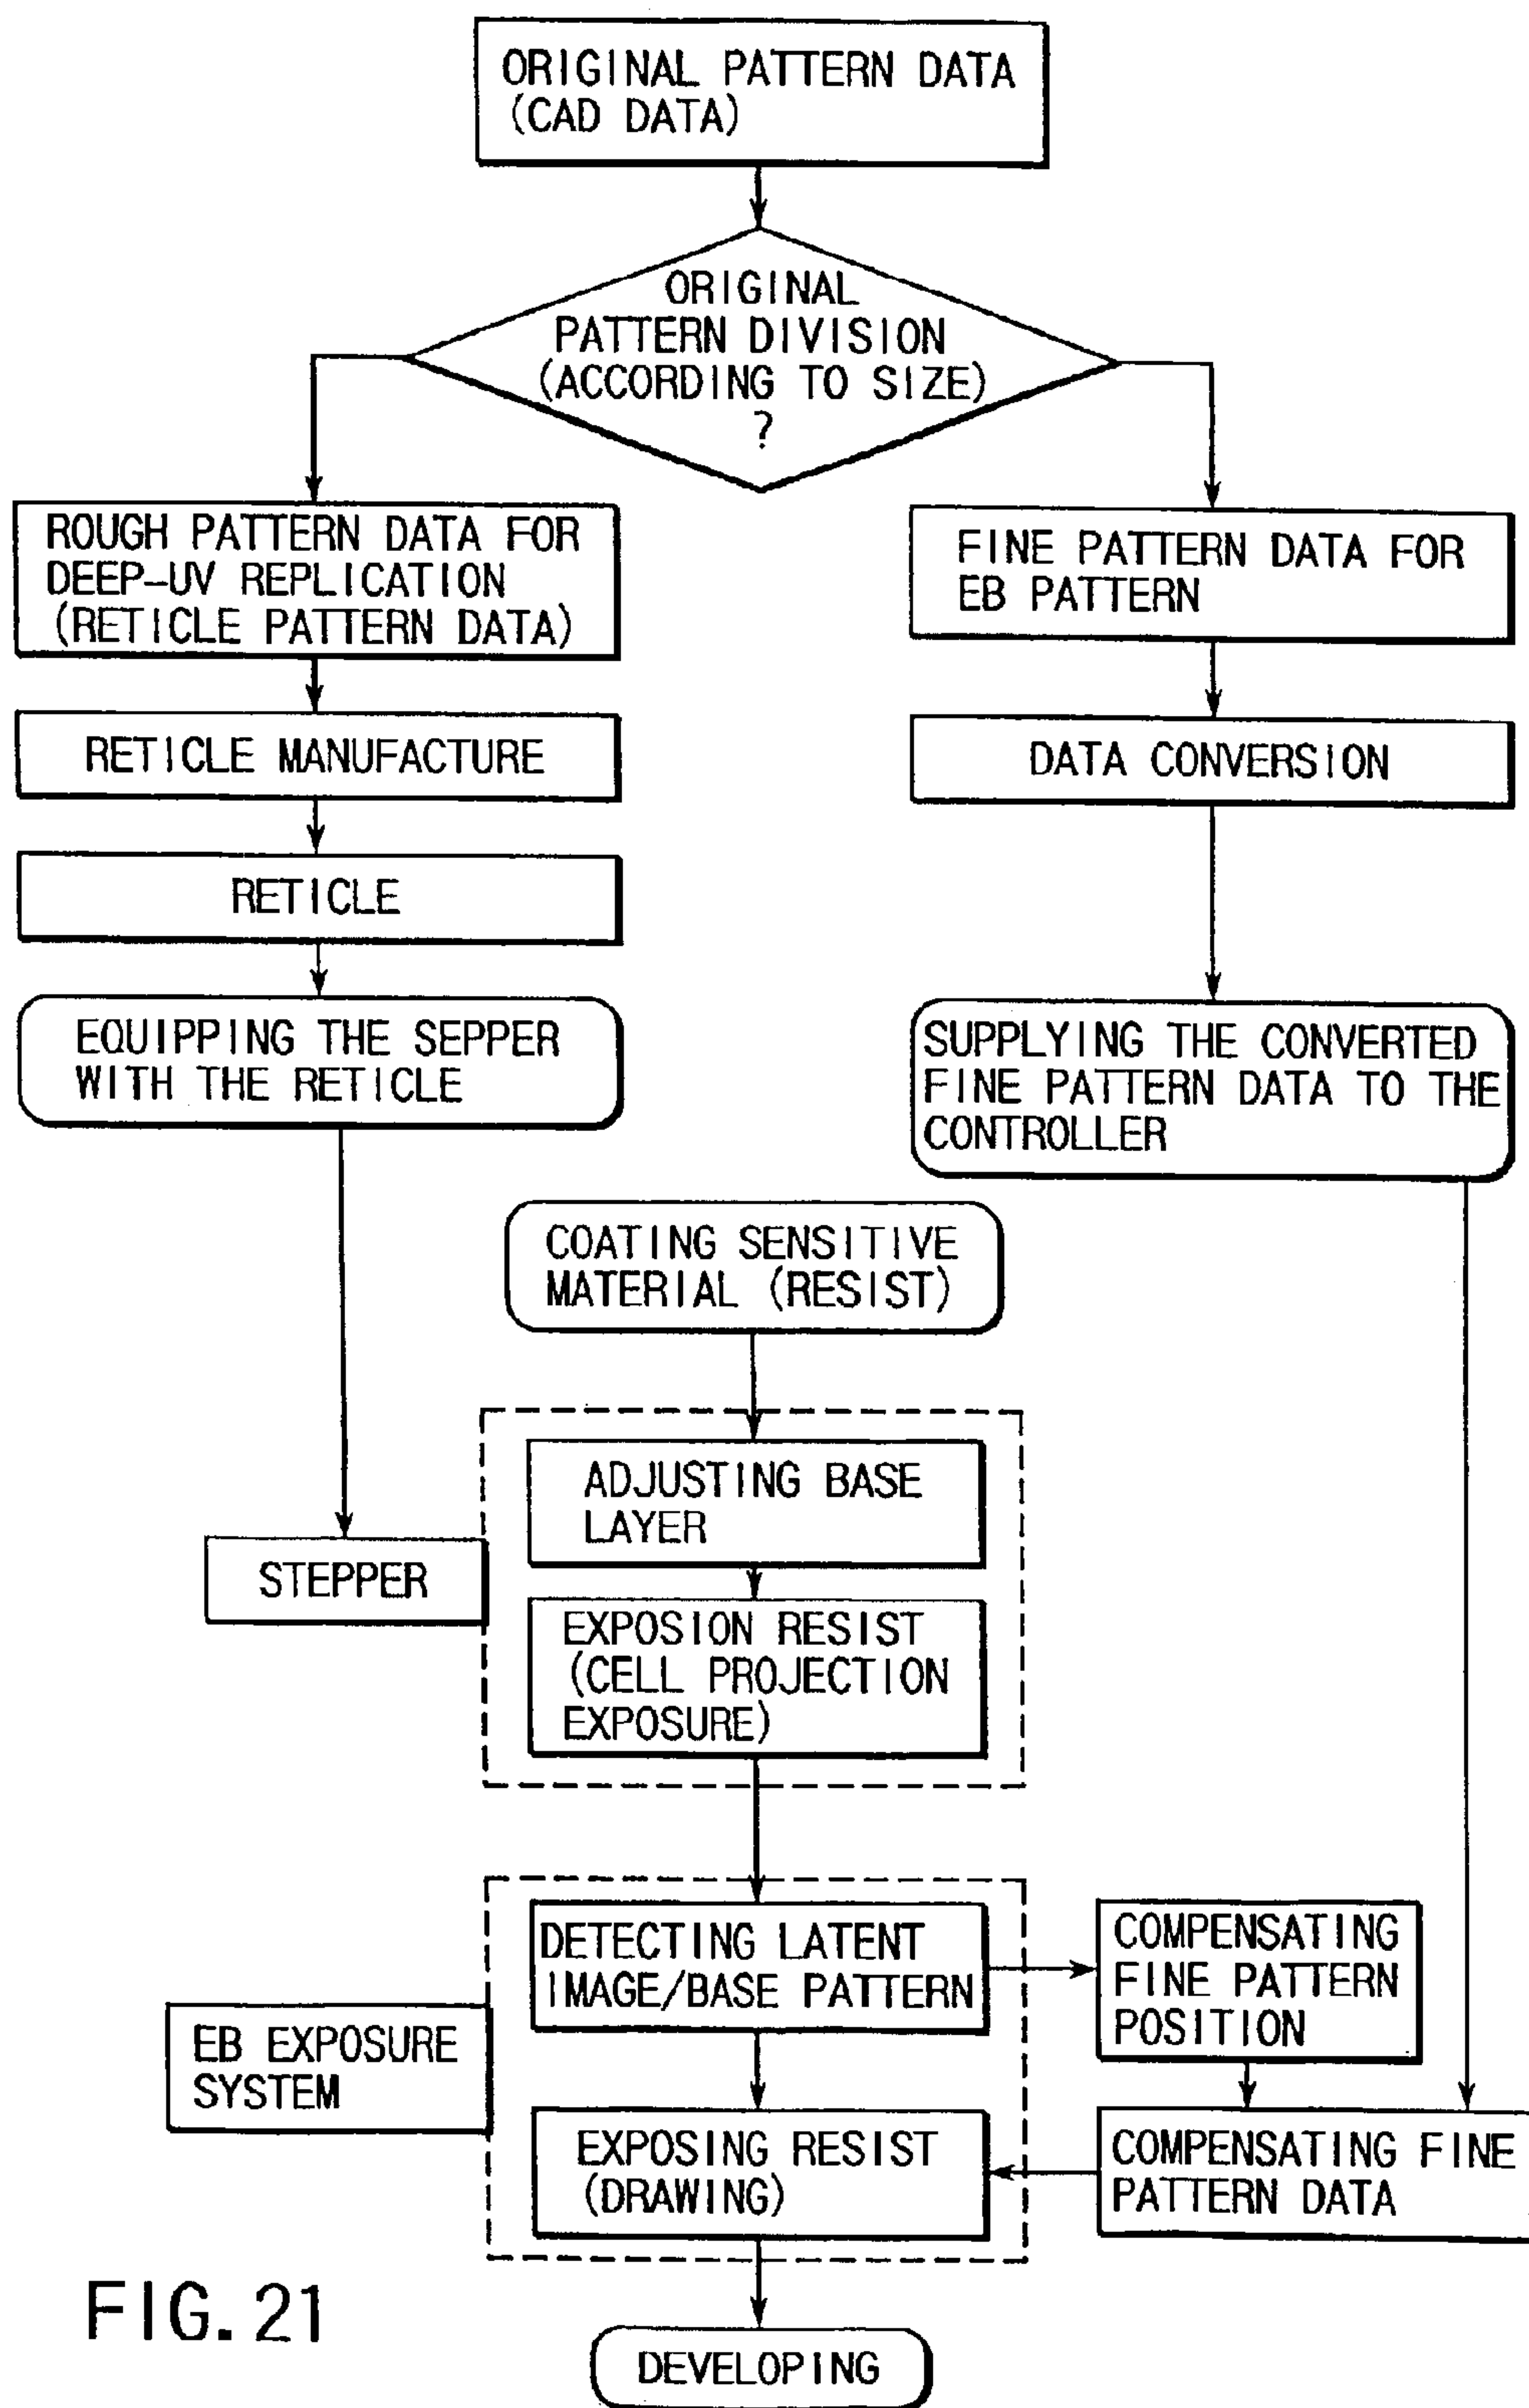 ORIGINAL PATTERN DATA
(CAD DATA)
ORIGINAL
PATTERN DIVISION
(ACCORDING TO SIZE)
?
ROUGH PATTERN DATA FOR
DEEP-UV REPLICATION
(RETICLE PATTERN DATA)
FINE PATTERN DATA FOR
EB PATTERN
RETICLE MANUFACTURE
DATA CONVERSION
RETICLE
EQUIPPING THE SEPPER
WITH THE RETICLE
SUPPLYING THE CONVERTED
FINE PATTERN DATA TO THE
CONTROLLER
COATING SENSITIVE
MATERIAL (RESIST)
ADJUSTING BASE
LAYER
STEPPER
EXPOSION RESIST
(CELL PROJECTION
EXPOSURE)
DETECTING LATENT
IMAGE/BASE PATTERN
COMPENSATING
FINE PATTERN
POSITION
EB EXPOSURE
SYSTEM
EXPOSING RESIST
(DRAWING)
COMPENSATING FINE
PATTERN DATA
FIG. 21
DEVELOPING